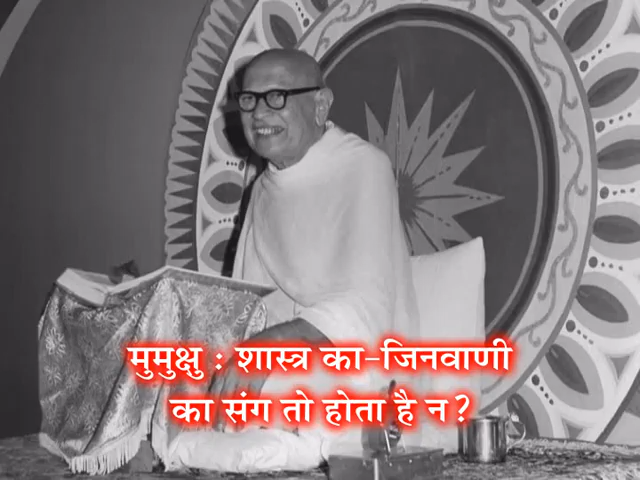 मुमुक्षु : शास्त्र का-जिनवाणी
का संग तो होता है न ?